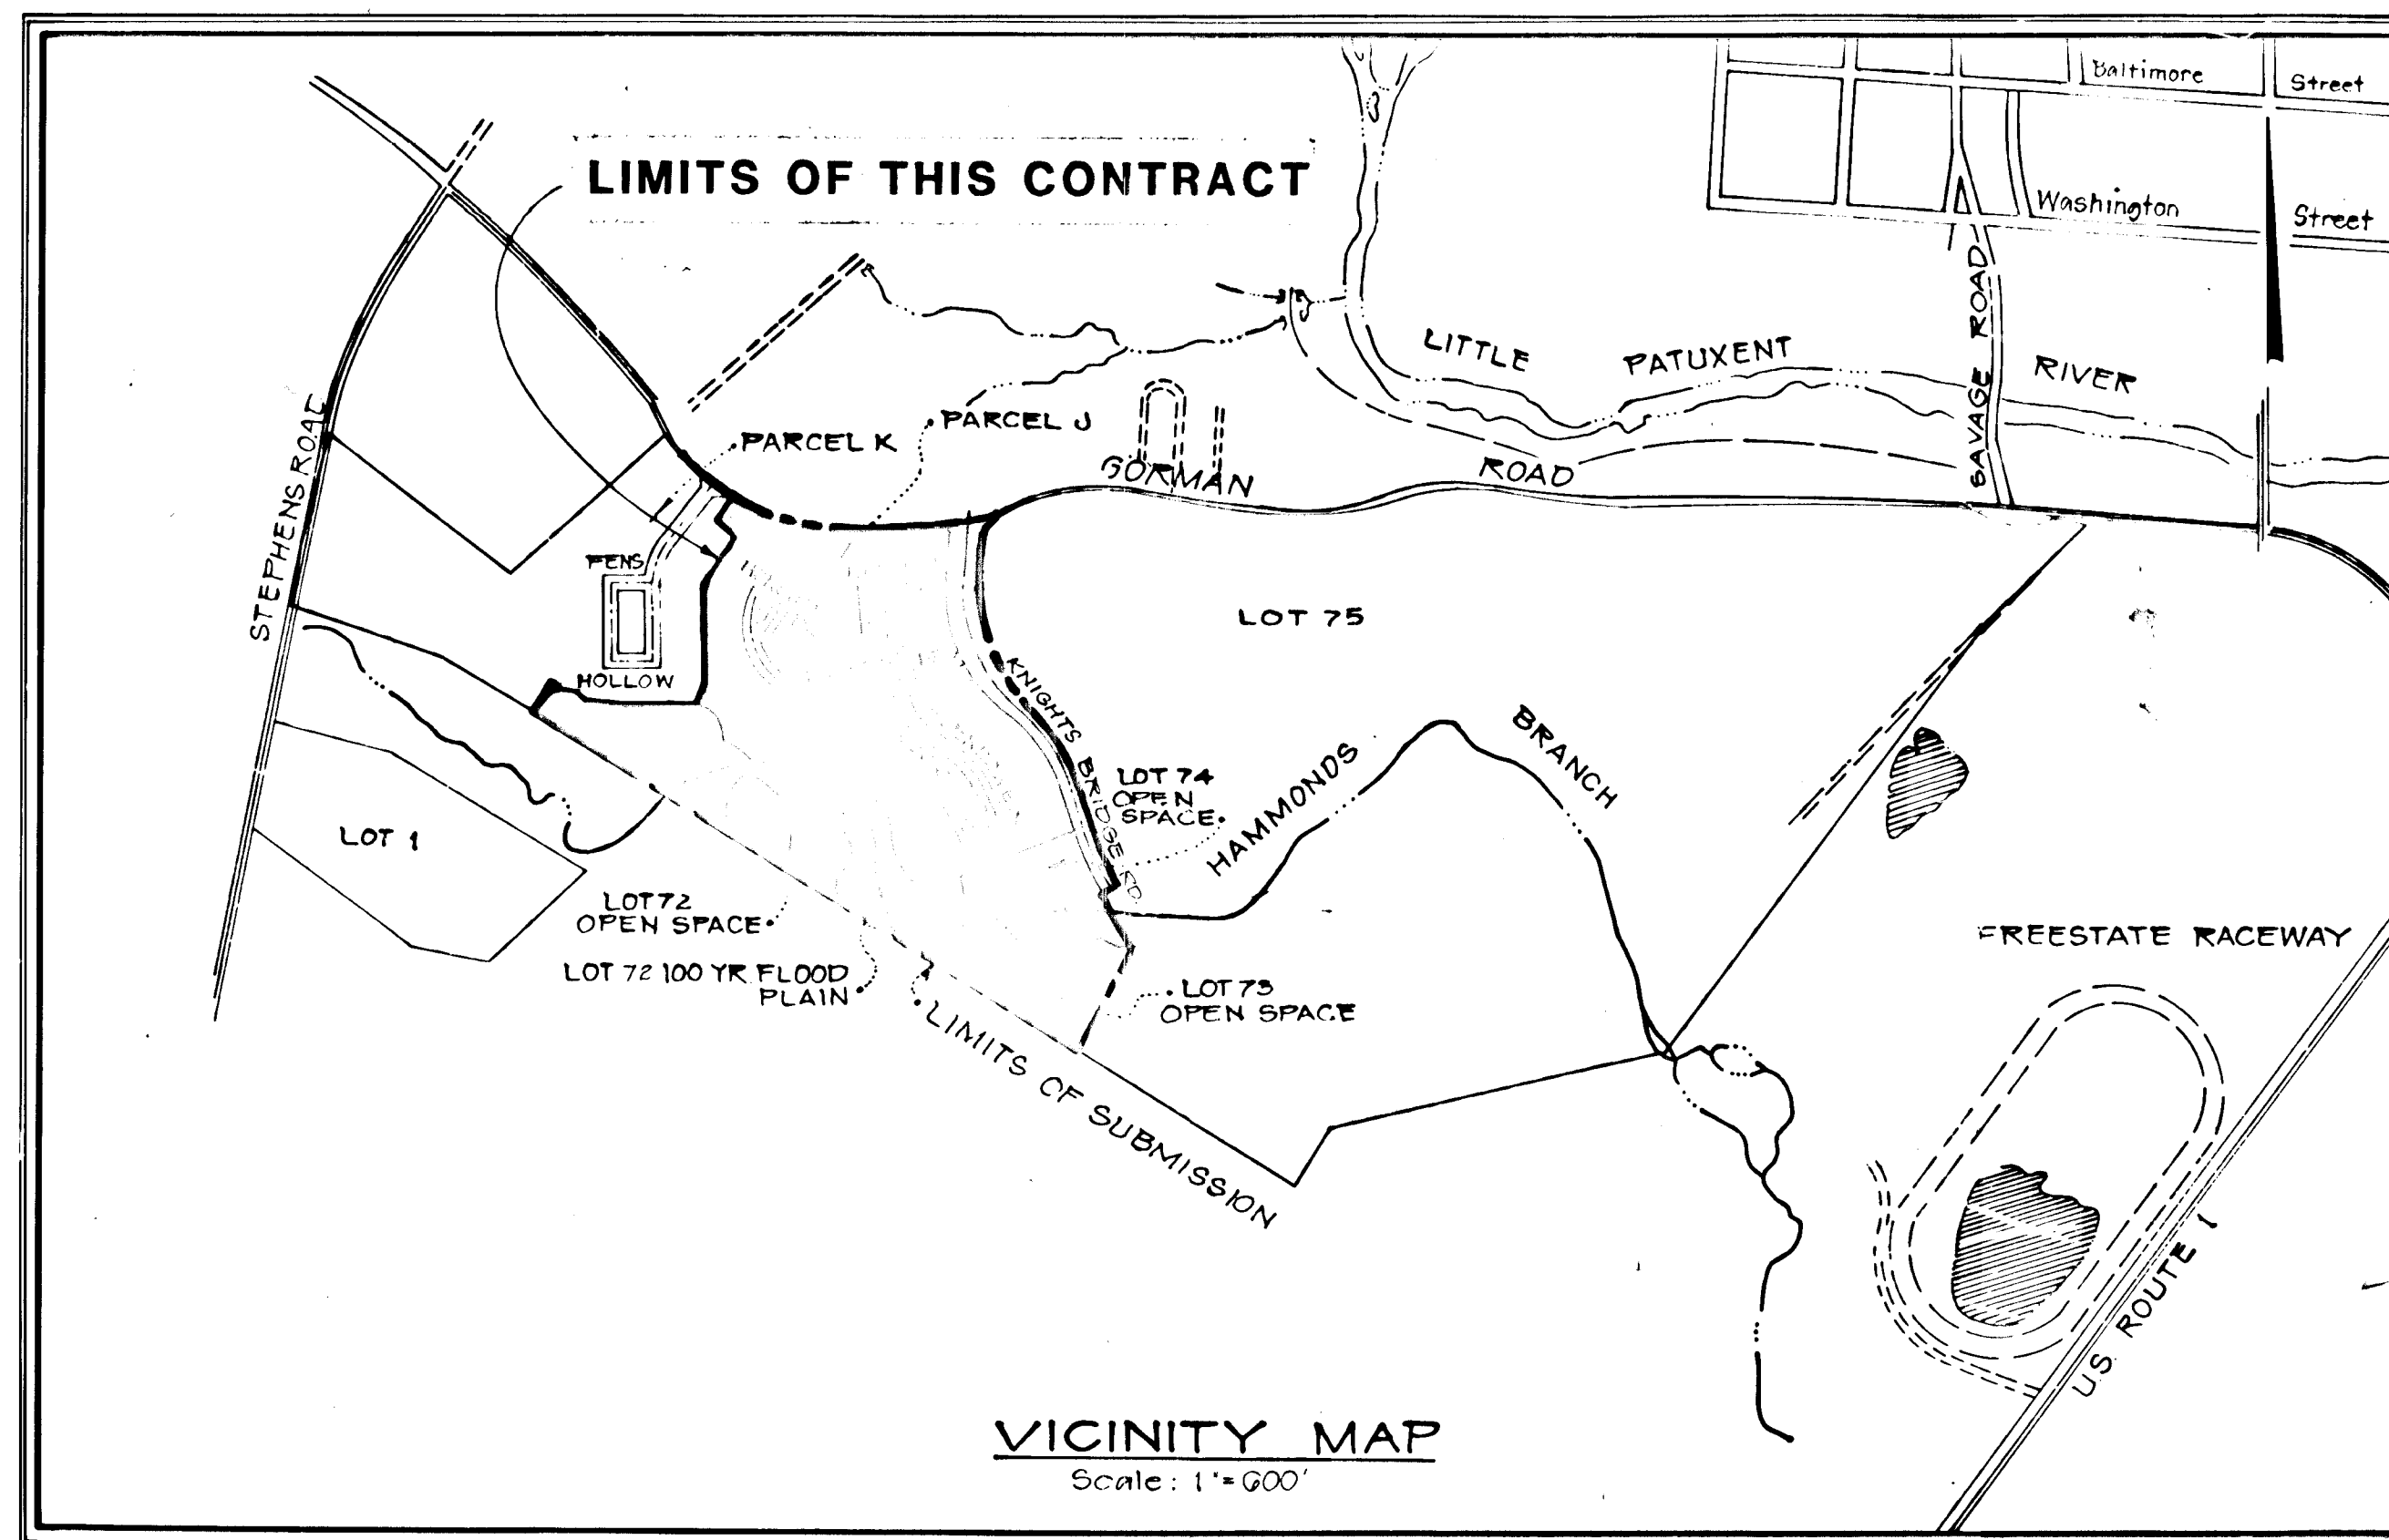 Baltimore Street
LIMITS OF THIS CONTRACT
Washington Street
SAVAGE ROAD
LITTLE PATUXENT RIVER
PARCEL J
PARCEL K
GORMAN ROAD
STEPHENS ROAD
FENS
HOLLOW
LOT 75
KNIGHTS BRIDGE RD.
LOT 74
OPEN
SPACE
HAMMONDS BRANCH
LOT 1
LOT 72
OPEN SPACE
LOT 72 100 YR. FLOOD
PLAIN
LOT 73
OPEN SPACE
LIMITS OF SUBMISSION
FREESTATE RACEWAY
US ROUTE 1
VICINITY MAP
Scale: 1"=600'